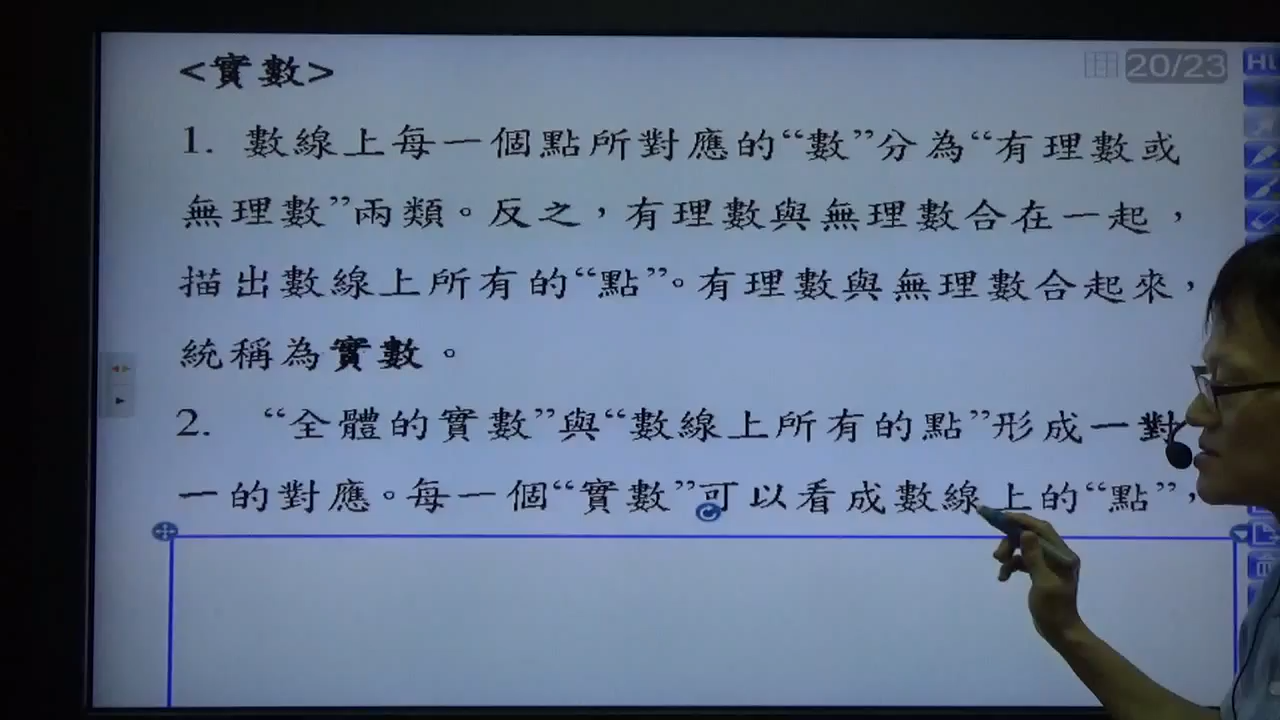 <實數>
20/23
1. 數線上每一個點所對應的“數”分為“有理數或
無理數”兩類。反之，有理數與無理數合在一起，
描出數線上所有的“點”。有理數與無理數合起來，
統稱為實數。
2. “全體的實數”與“數線上所有的點”形成一對
一的對應。每一個“實數”可以看成數線上的“點”，